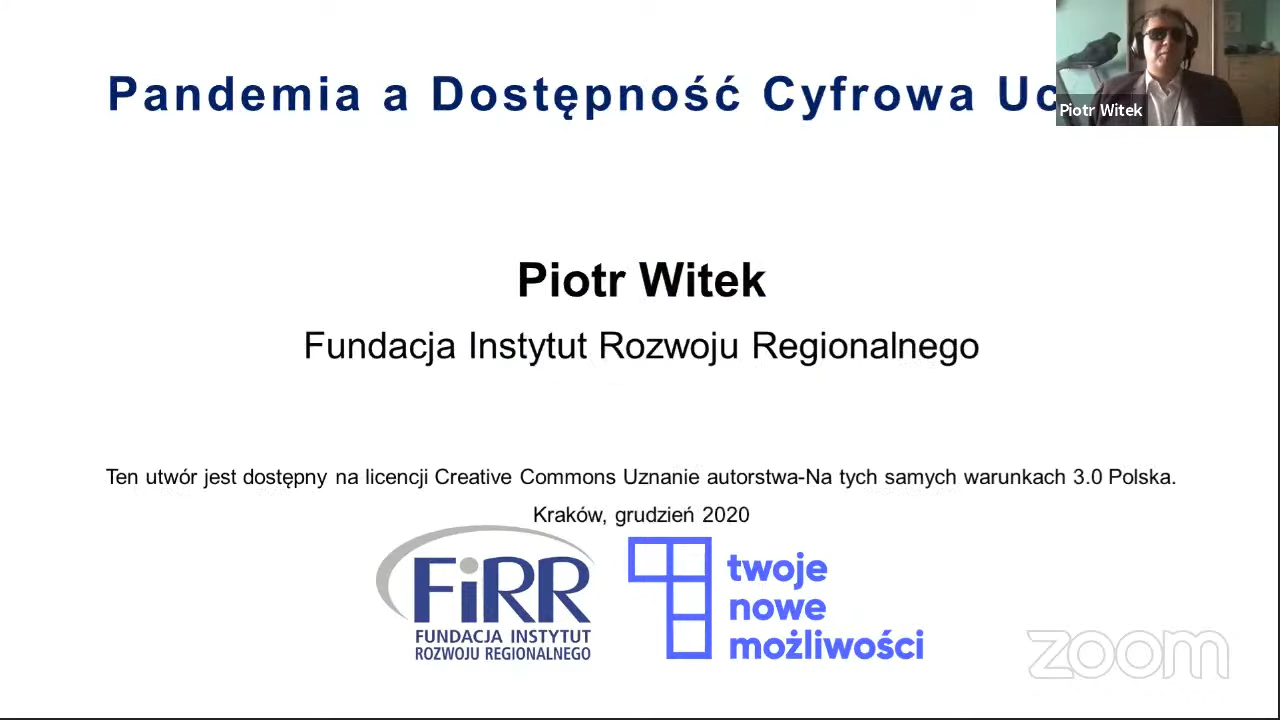 Pandemia a Dostępność Cyfrowa
Piotr Witek
Piotr Witek
Fundacja Instytut Rozwoju Regionalnego
Ten utwór jest dostępny na licencji Creative Commons Uznanie autorstwa-Na tych samych warunkach 3.0 Polska.
Kraków, grudzień 2020
FiRR
FUNDACJA INSTYTUT
ROZWOJU REGIONALNEGO
twoje
nowe
możliwości
zoom